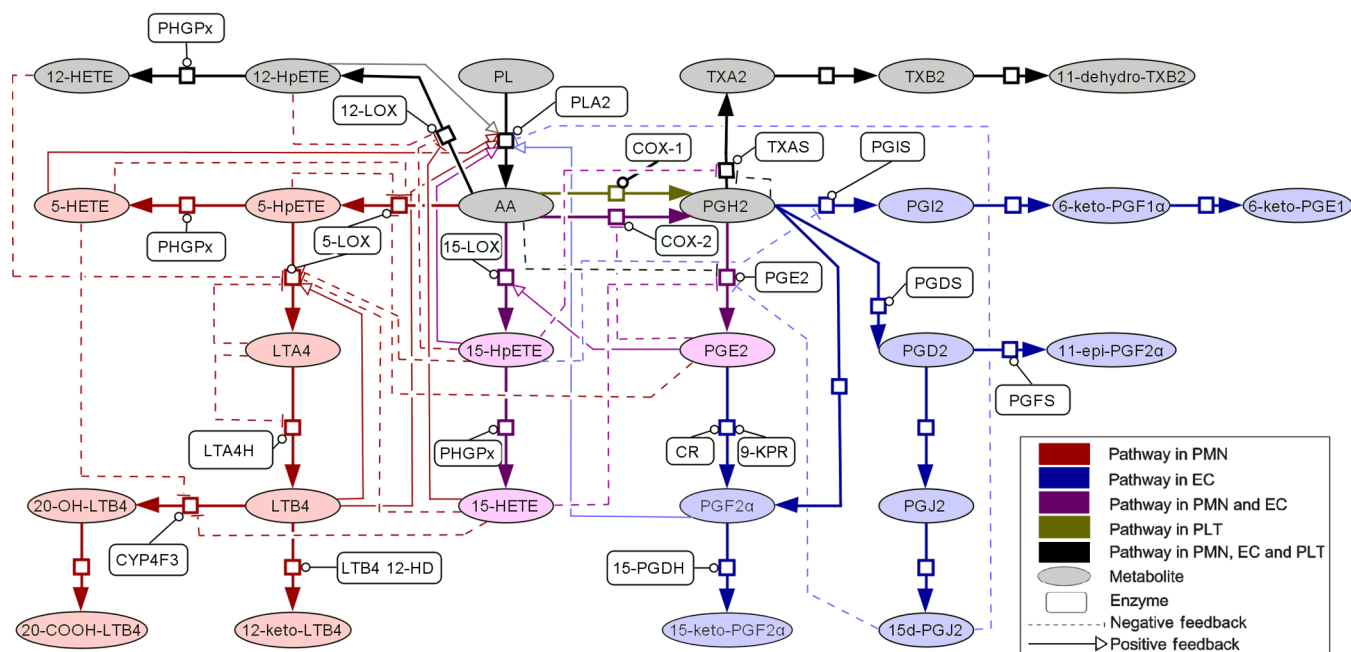 PHGPx
12-HETE
12-HpETE
PL
TXA2
TXB2
11-dehydro-TXB2
12-LOX
PLA2
COX-1
TXAS
PGIS
5-HETE
5-HpETE
AA
PGH2
PGI2
6-keto-PGF1α
6-keto-PGE1
PHGPx
5-LOX
15-LOX
COX-2
PGE2
PGDS
LTA4
15-HpETE
PGE2
PGD2
11-epi-PGF2α
PGFS
LTA4H
PHGPx
CR
9-KPR
20-OH-LTB4
LTB4
15-HETE
PGF2α
PGJ2
CYP4F3
LTB4 12-HD
15-PGDH
20-COOH-LTB4
12-keto-LTB4
15-keto-PGF2α
15d-PGJ2
Pathway in PMN
Pathway in EC
Pathway in PMN and EC
Pathway in PLT
Pathway in PMN, EC and PLT
Metabolite
Enzyme
Negative feedback
Positive feedback